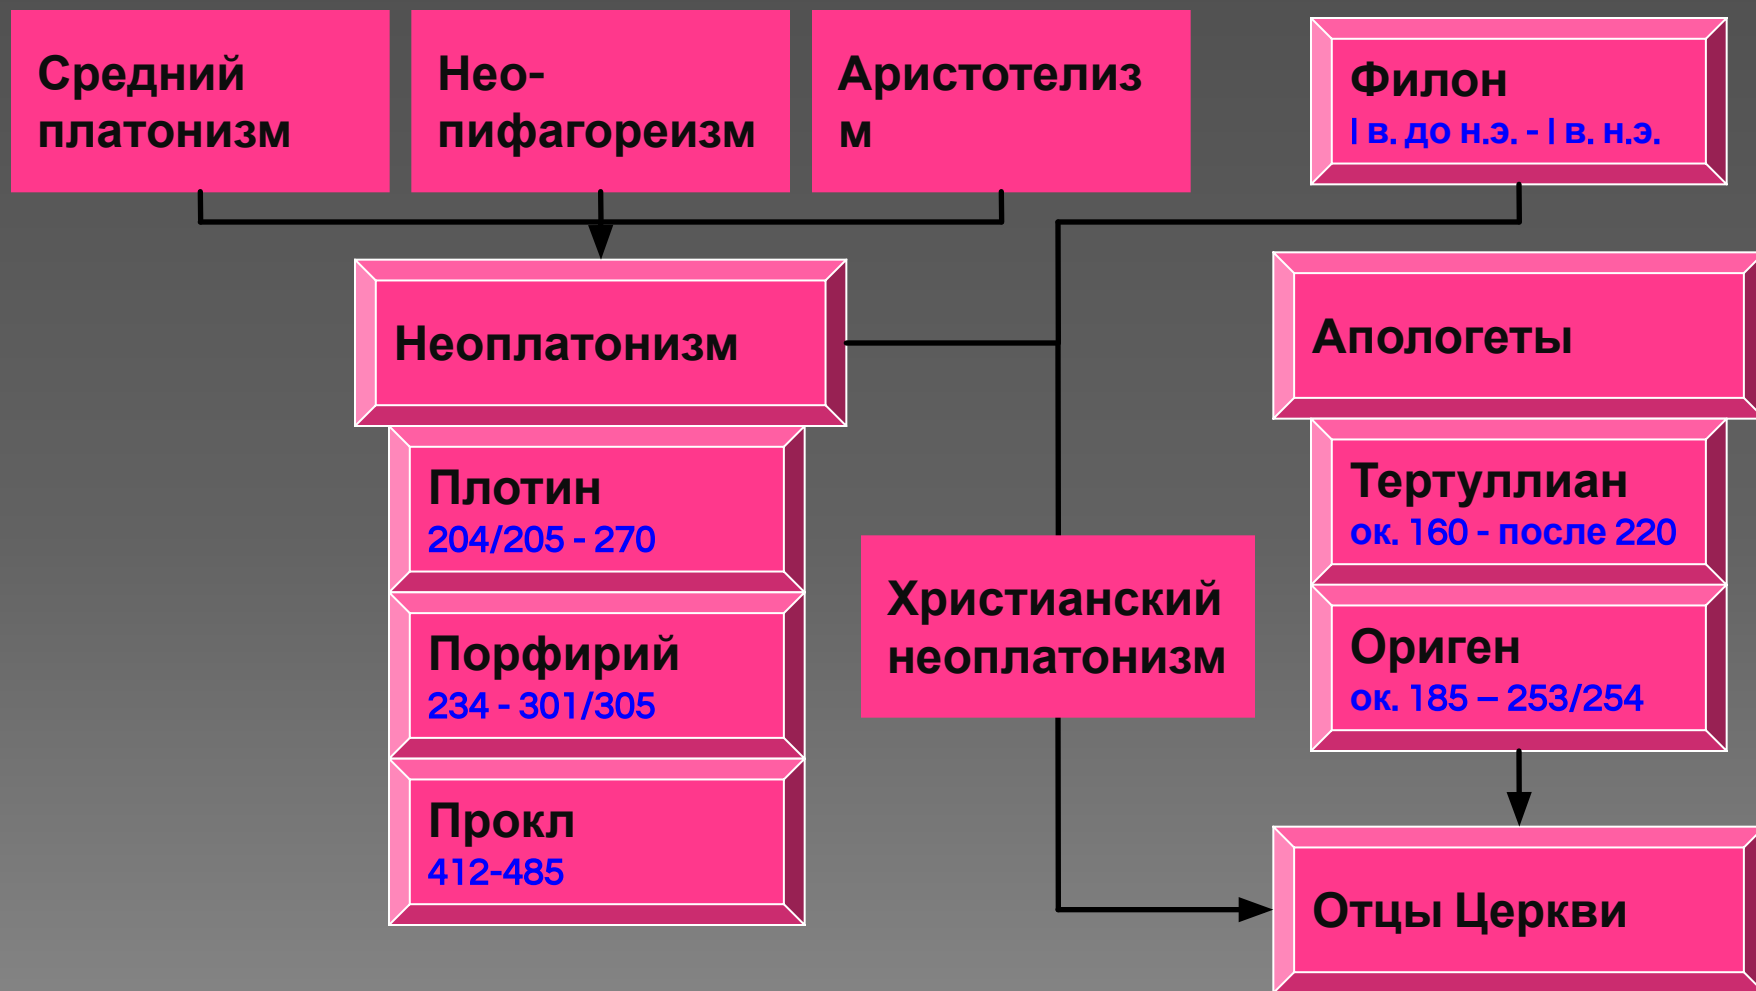 Средний
платонизм
Нео-
пифагореизм
Аристотелиз
м
Филон
I в. до н.э. - I в. н.э.
Неоплатонизм
Плотин
204/205 - 270
Порфирий
234 - 301/305
Прокл
412-485
Христианский
неоплатонизм
Апологеты
Тертуллиан
ок. 160 - после 220
Ориген
ок. 185 – 253/254
Отцы Церкви